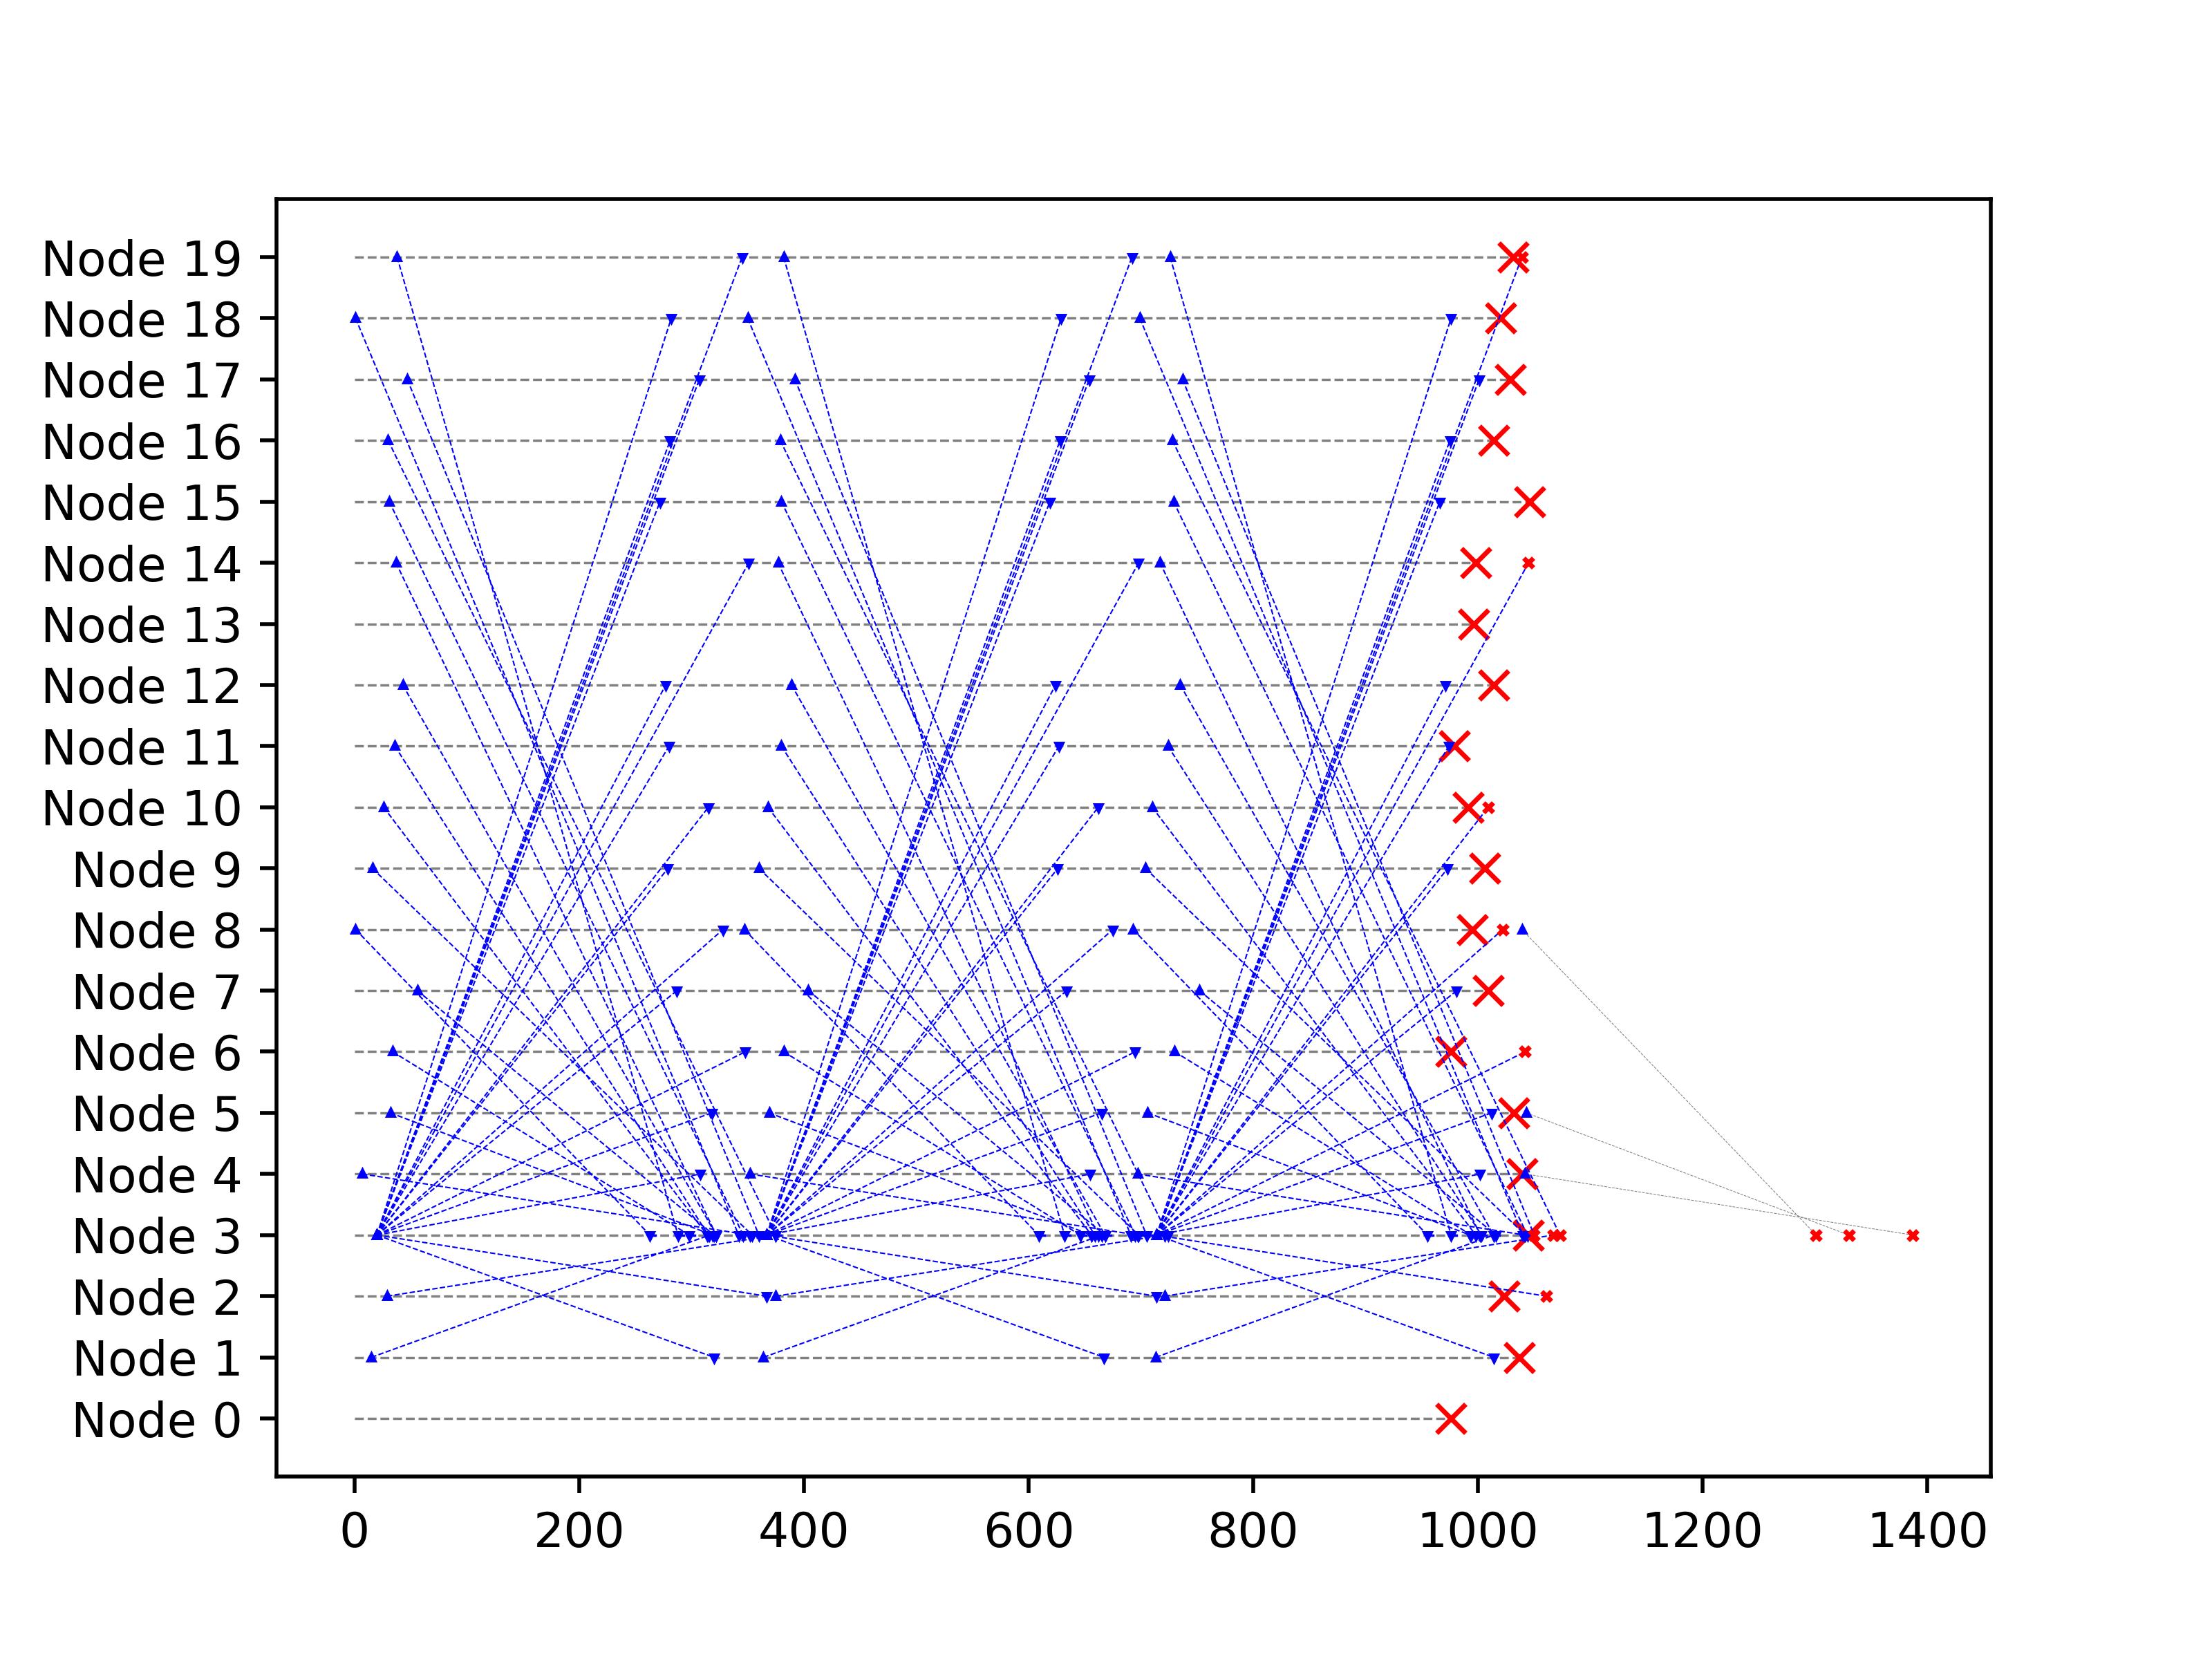 Node 19
Node 18
Node 17
Node 16
Node 15
Node 14
Node 13
Node 12
Node 11
Node 10
Node 9
Node 8
Node 7
Node 6
Node 5
Node 4
Node 3
Node 2
Node 1
Node 0
0 200 400 600 800 1000 1200 1400